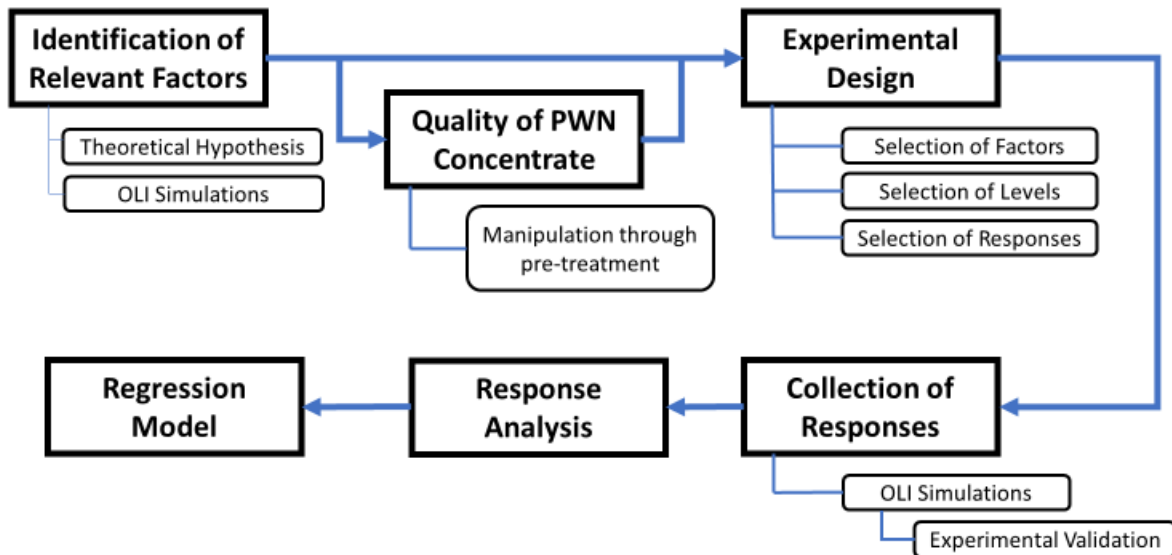 Identification of
Relevant Factors
Theoretical Hypothesis
OLI Simulations
Quality of PWN
Concentrate
Manipulation through
pre-treatment
Experimental
Design
Selection of Factors
Selection of Levels
Selection of Responses
Collection of
Responses
OLI Simulations
Experimental Validation
Response
Analysis
Regression
Model